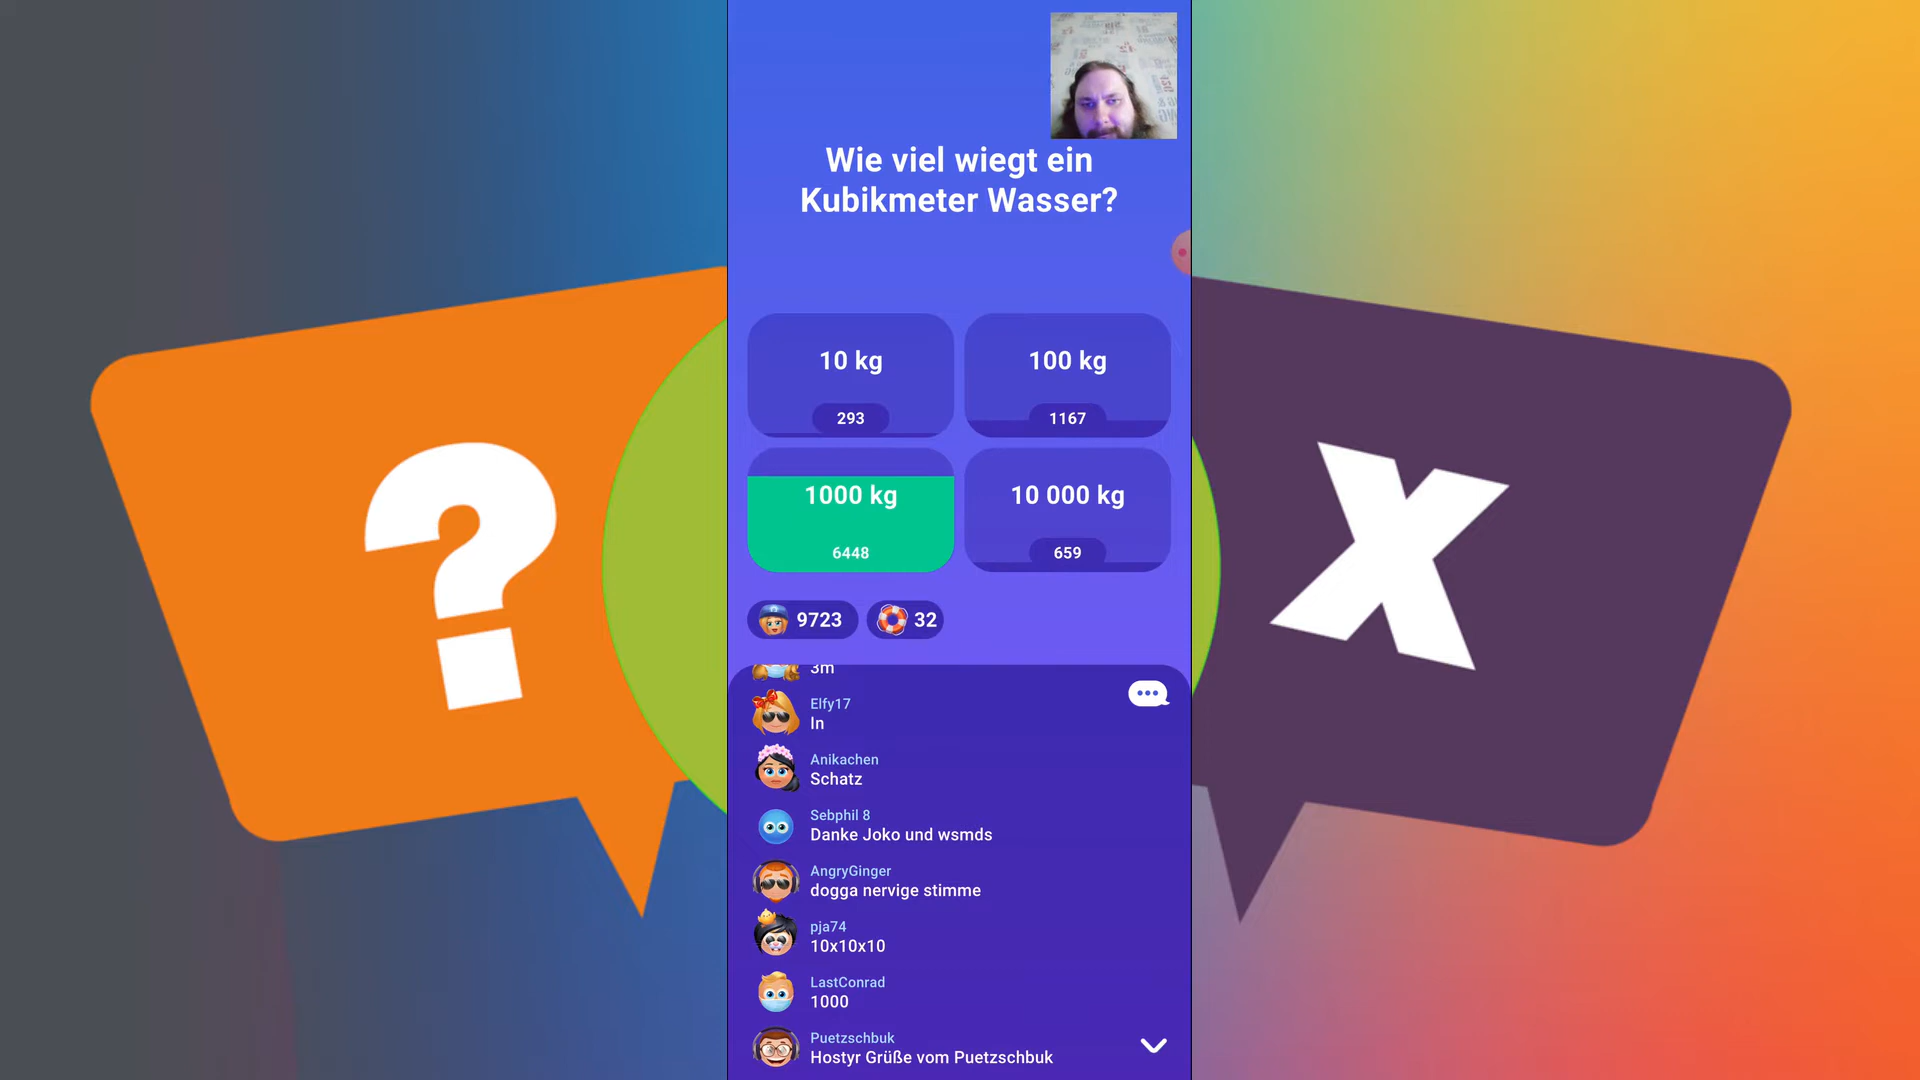 Wie viel wiegt ein
Kubikmeter Wasser?
10 kg
293
100 kg
1167
1000 kg
6448
10 000 kg
659
9723
32
3m
Elfy17
In
Anikachen
Schatz
Sebphil 8
Danke Joko und wsmds
AngryGinger
dogga nervige stimme
pja74
10x10x10
LastConrad
1000
Puetzschbuk
Hostyr Grüße vom Puetzschbuk
?
X